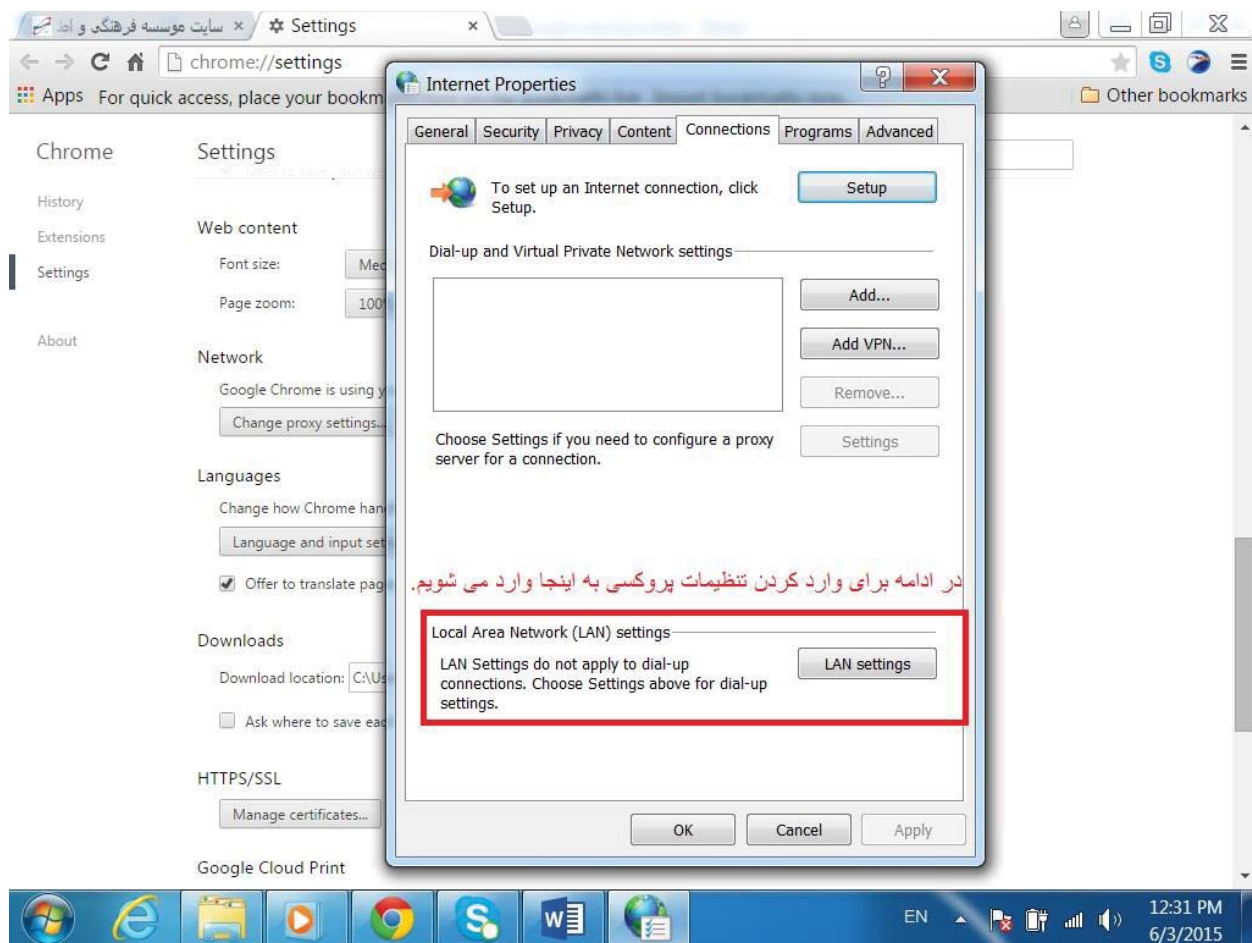 سایت موسسه فرهنگی و اط
Settings
chrome://settings
Apps For quick access, place your bookm
Other bookmarks
Chrome
History
Extensions
Settings
About
Settings
Web content
Font size: Med
Page zoom: 100%
Network
Google Chrome is using y
Change proxy settings...
Languages
Change how Chrome han
Language and input set
Offer to translate pag
Downloads
Download location: C:\Us
Ask where to save eac
HTTPS/SSL
Manage certificates...
Google Cloud Print
Internet Properties
General Security Privacy Content Connections Programs Advanced
To set up an Internet connection, click
Setup.
Setup
Dial-up and Virtual Private Network settings
Add...
Add VPN...
Remove...
Choose Settings if you need to configure a proxy
server for a connection.
Settings
در ادامه برای وارد کردن تنظیمات پروکسی به اینجا وارد می شویم.
Local Area Network (LAN) settings
LAN Settings do not apply to dial-up
connections. Choose Settings above for dial-up
settings.
LAN settings
OK Cancel Apply
EN
12:31 PM
6/3/2015